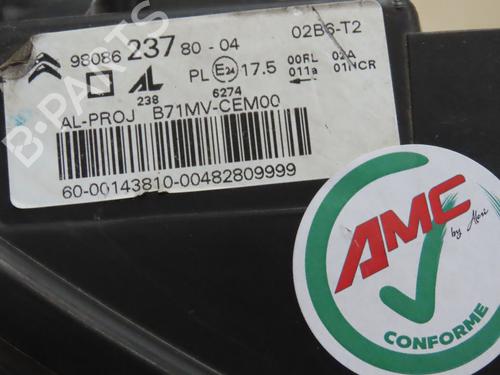 98086 237 80 - 04 02B6-T2
AL 238 PL E24 17.5 00RL 02A
6274 011a 01NCR
AL-PROJ B71MV-CEM00
60-00143810-00482809999
AMC
by Alexi
CONFORME
B-PARTS